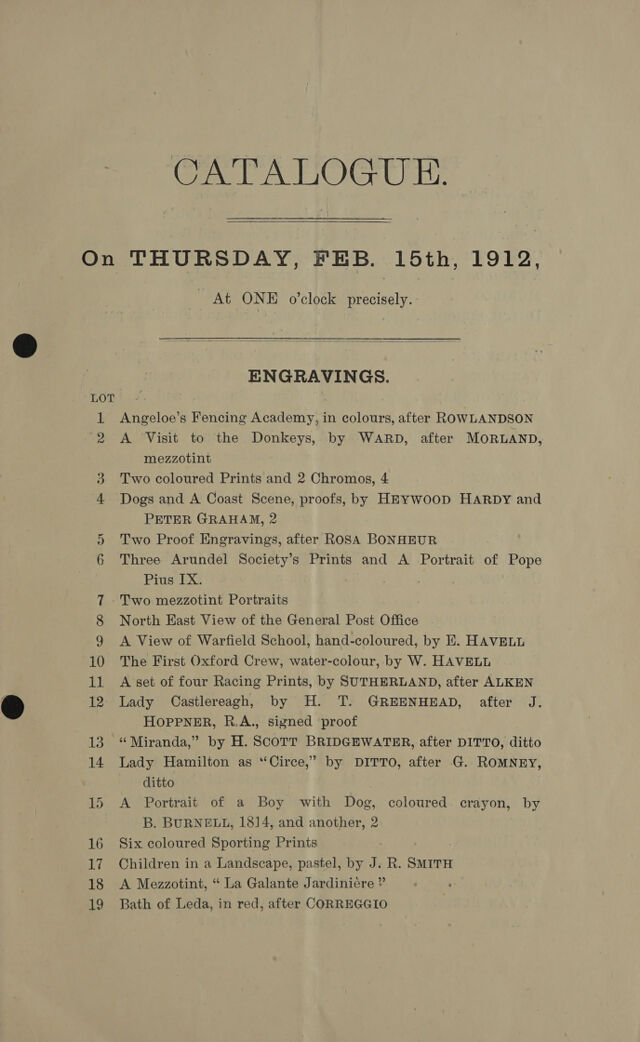 CATALOGUE.
On THURSDAY, FEB. 15th, 1912,
At ONE o'clock precisely.
ENGRAVINGS.
LOT
1 Angeloe's Fencing Academy, in colours, after ROWLANDSON
2 A Visit to the Donkeys, by WARD, after MORLAND,
mezzotint
3 Two coloured Prints and 2 Chromos, 4
4 Dogs and A Coast Scene, proofs, by HEYWOOD HARDY and
PETER GRAHAM, 2
5 Two Proof Engravings, after ROSA BONHEUR
6 Three Arundel Society's Prints and A Portrait of Pope
Pius IX.
7 Two mezzotint Portraits
8 North East View of the General Post Office
9 A View of Warfield School, hand-coloured, by E. HAVELL
10 The First Oxford Crew, water-colour, by W. HAVELL
11 A set of four Racing Prints, by SUTHERLAND, after ALKEN
12 Lady Castlereagh, by H. T. GREENHEAD, after J.
HOPPNER, R.A., signed proof
13 "Miranda," by H. SCOTT BRIDGEWATER, after DITTO, ditto
14 Lady Hamilton as "Circe," by DITTO, after G. ROMNEY,
ditto
15 A Portrait of a Boy with Dog, coloured crayon, by
B. BURNELL, 1814, and another, 2
16 Six coloured Sporting Prints
17 Children in a Landscape, pastel, by J. R. SMITH
18 A Mezzotint, "La Galante Jardinière"
19 Bath of Leda, in red, after CORREGGIO